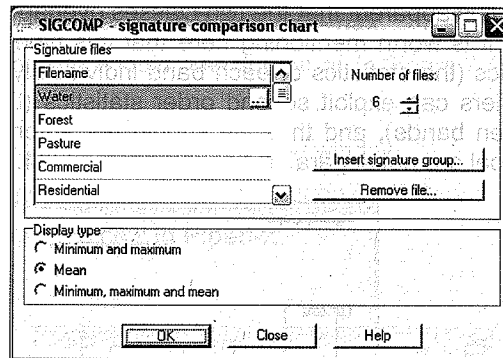 SIGCOMP - signature comparison chart
Signature files
Filename
Water ...
Forest
Pasture
Commercial
Residential
Number of files:
6
Insert signature group...
Remove file...
Display type
Minimum and maximum
Mean
Minimum, maximum and mean
OK Close Help